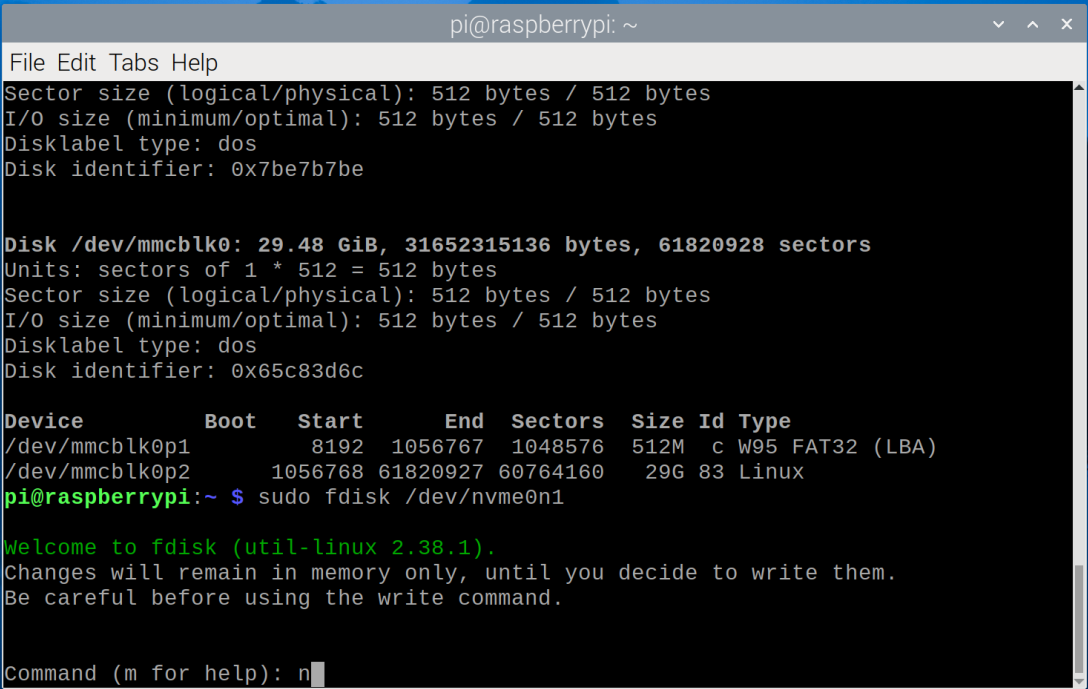 pi@raspberrypi: ~
File Edit Tabs Help
Sector size (logical/physical): 512 bytes / 512 bytes
I/O size (minimum/optimal): 512 bytes / 512 bytes
Disklabel type: dos
Disk identifier: 0x7be7b7be
Disk /dev/mmcblk0: 29.48 GiB, 31652315136 bytes, 61820928 sectors
Units: sectors of 1 * 512 = 512 bytes
Sector size (logical/physical): 512 bytes / 512 bytes
I/O size (minimum/optimal): 512 bytes / 512 bytes
Disklabel type: dos
Disk identifier: 0x65c83d6c
Device         Boot   Start      End  Sectors  Size Id Type
/dev/mmcblk0p1         8192  1056767  1048576  512M  c W95 FAT32 (LBA)
/dev/mmcblk0p2      1056768 61820927 60764160   29G 83 Linux
pi@raspberrypi:~ $ sudo fdisk /dev/nvme0n1
Welcome to fdisk (util-linux 2.38.1).
Changes will remain in memory only, until you decide to write them.
Be careful before using the write command.
Command (m for help): n